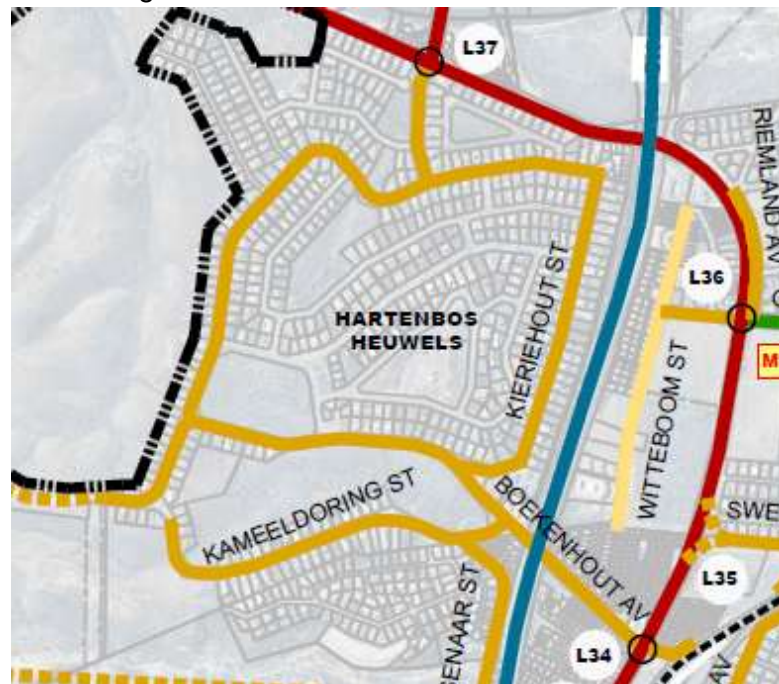 L37
RIEMLAND AV
L36
HARTENBOS
HEUWELS
KIERIEHOUT ST
M
WITTEBOOM ST
KAMEELDORING ST
BOEKENHOUT AV
SWE
L35
ENAAR ST
L34
AV